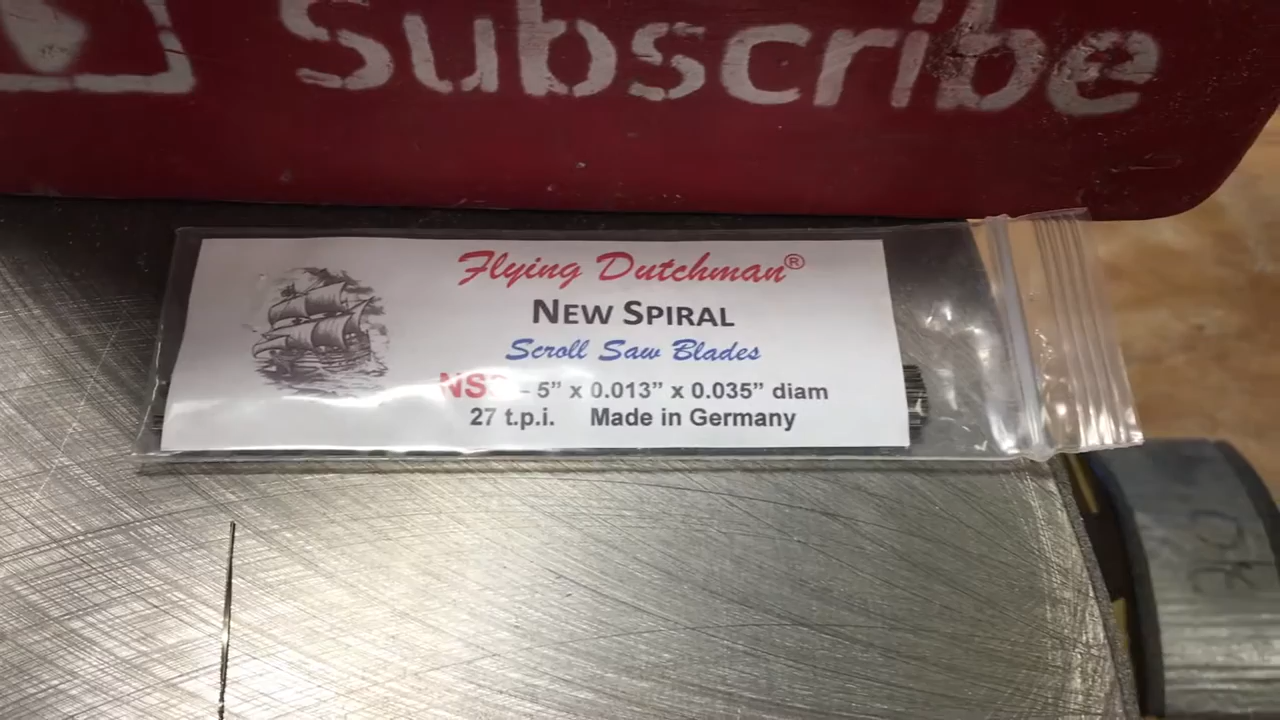 Subscribe
Flying Dutchman®
NEW SPIRAL
Scroll Saw Blades
– 5” x 0.013” x 0.035” diam
27 t.p.i. Made in Germany